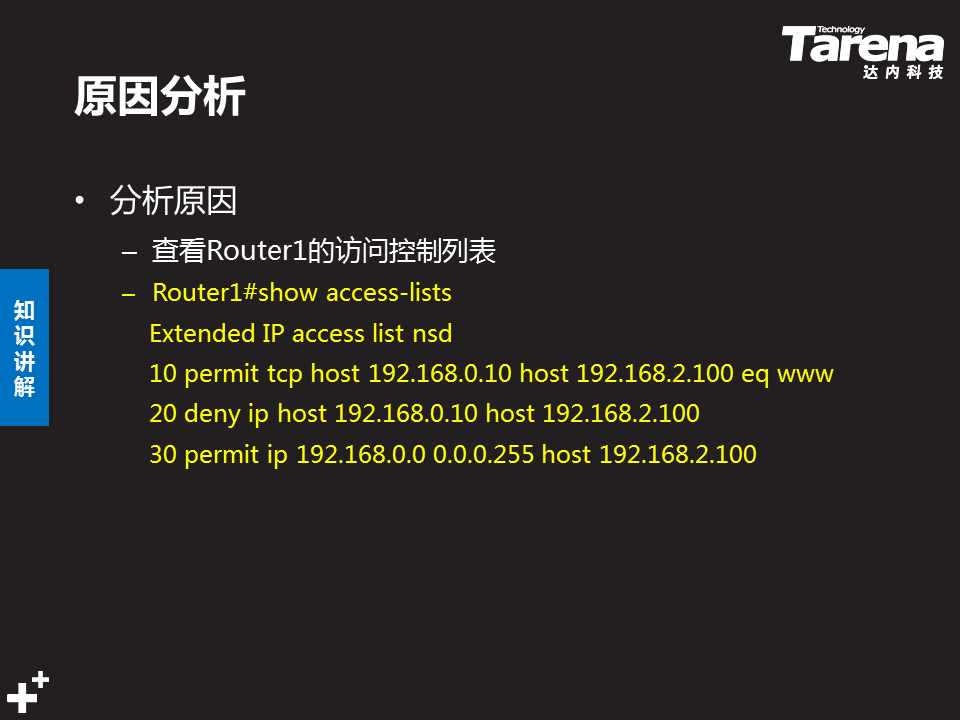 Technology
Tarena
达内科技
原因分析
• 分析原因
– 查看Router1的访问控制列表
– Router1#show access-lists
Extended IP access list nsd
10 permit tcp host 192.168.0.10 host 192.168.2.100 eq www
20 deny ip host 192.168.0.10 host 192.168.2.100
30 permit ip 192.168.0.0 0.0.0.255 host 192.168.2.100
知
识
讲
解